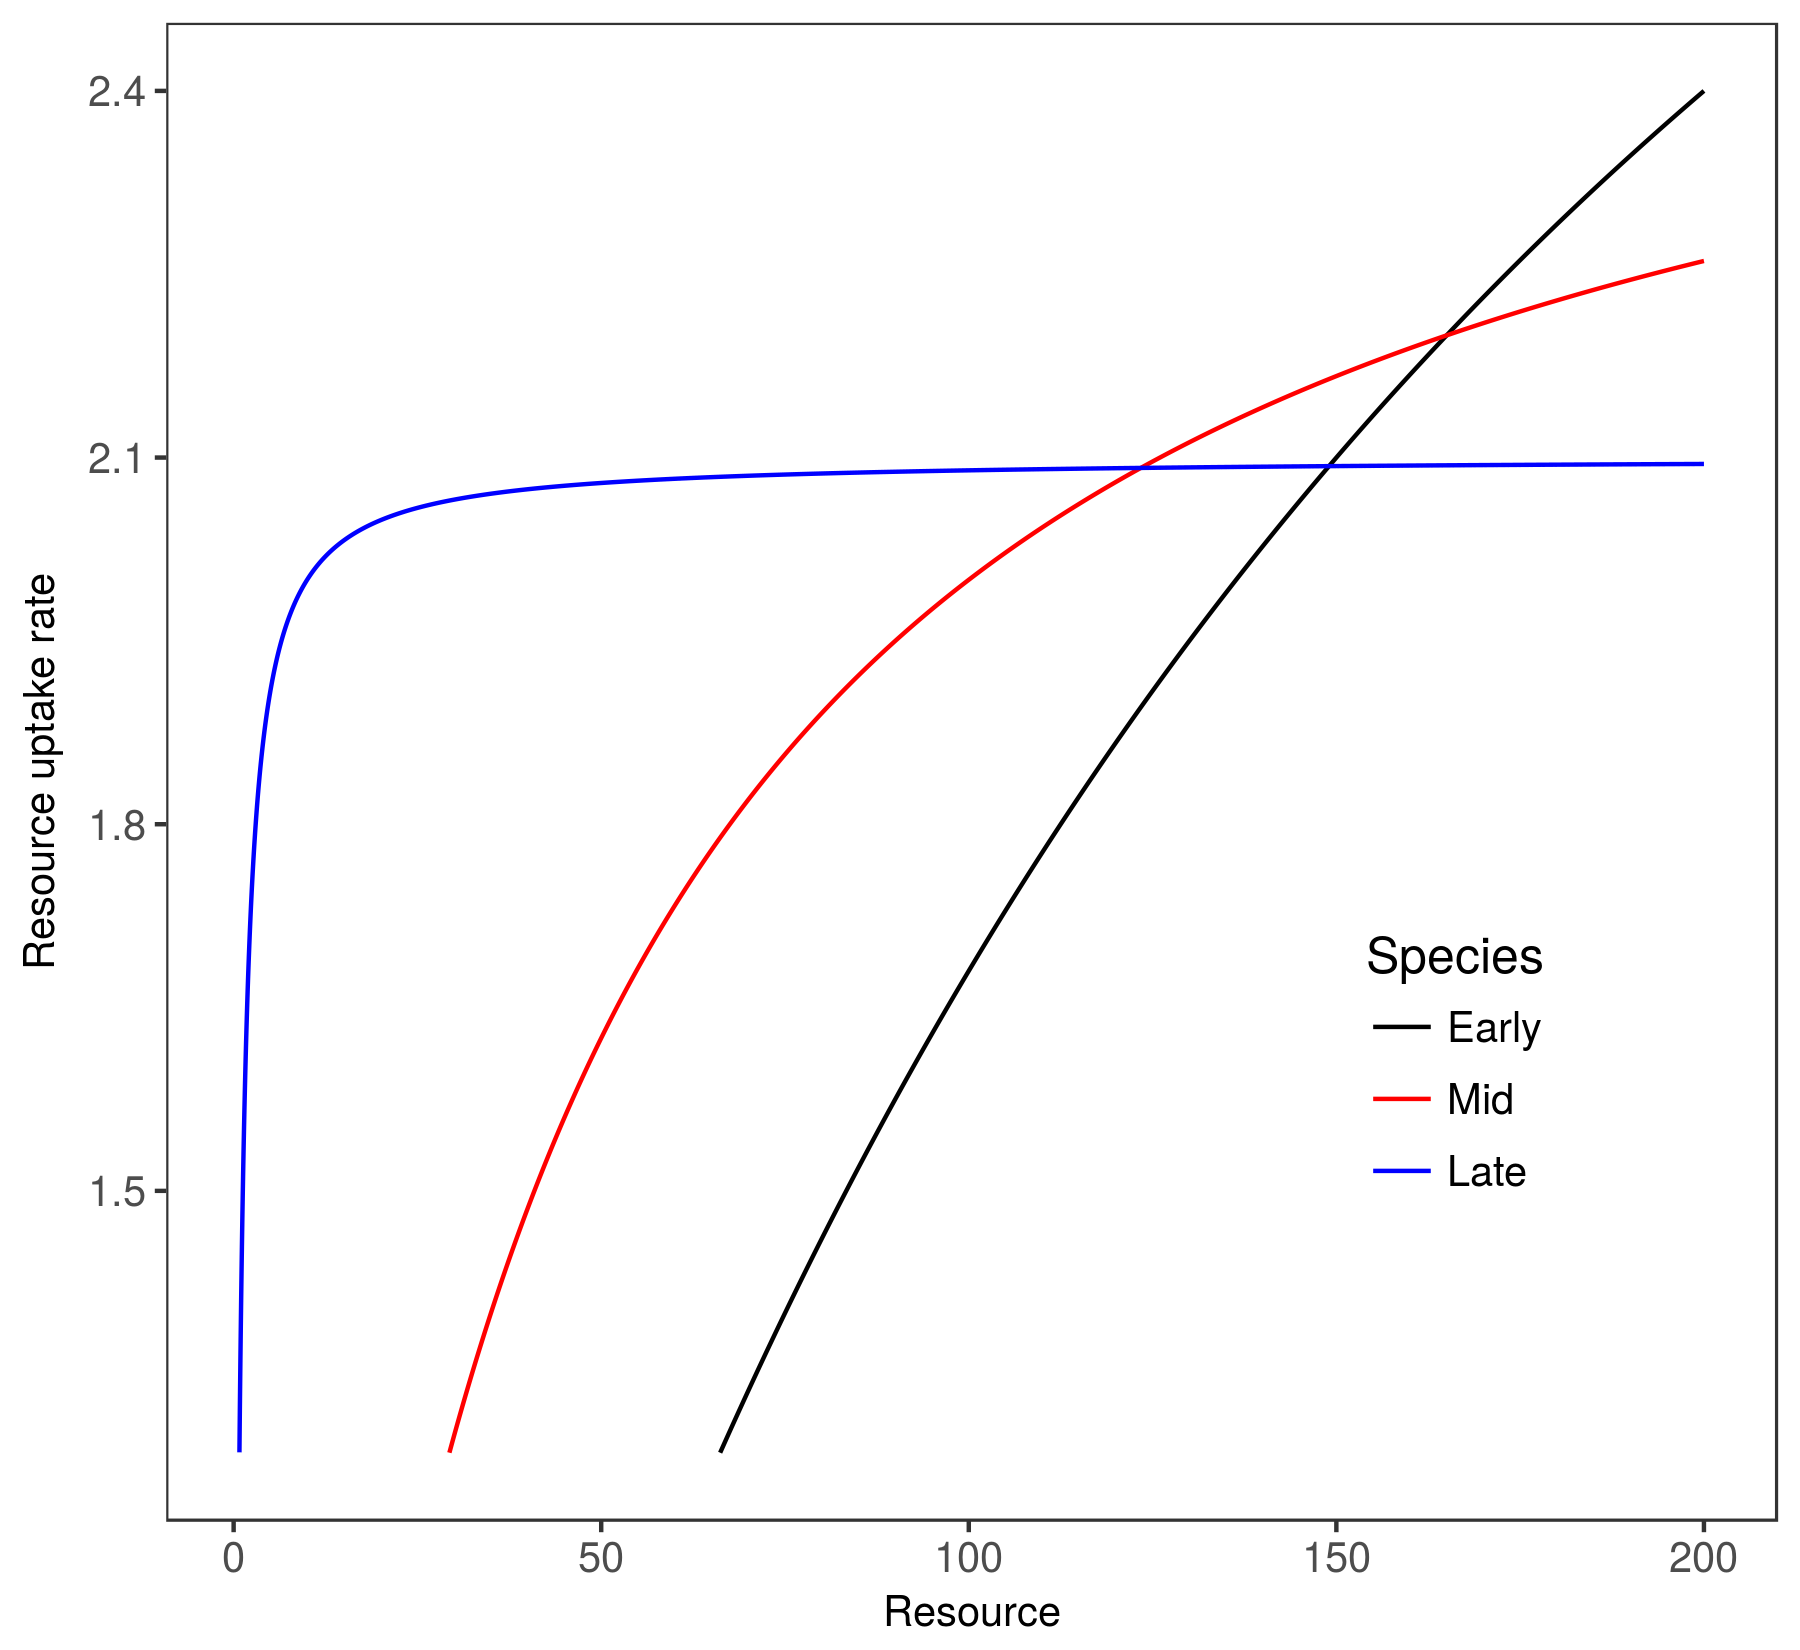 2.4
2.1
1.8
1.5
Resource uptake rate
Species
Early
Mid
Late
0 50 100 150 200
Resource